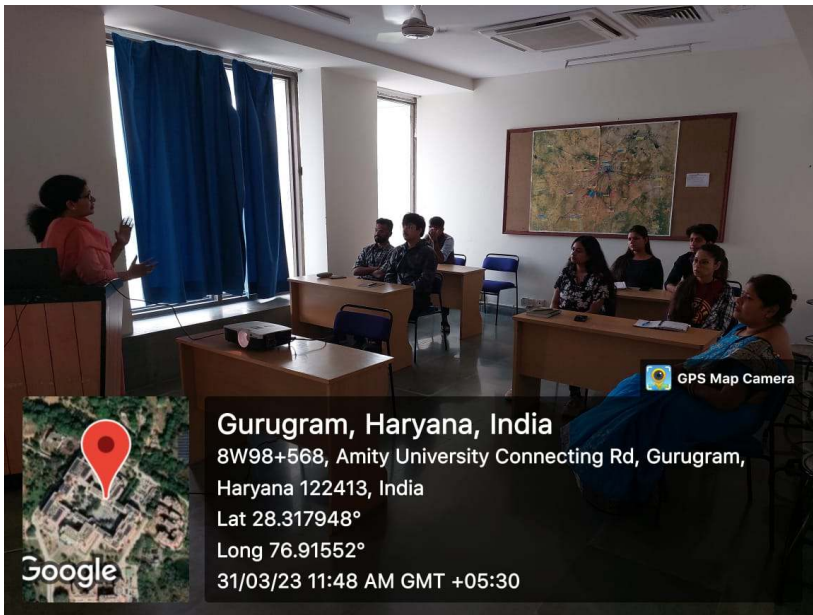 GPS Map Camera
Gurugram, Haryana, India
8W98+568, Amity University Connecting Rd, Gurugram,
Haryana 122413, India
Lat 28.317948°
Long 76.91552°
31/03/23 11:48 AM GMT +05:30
Google